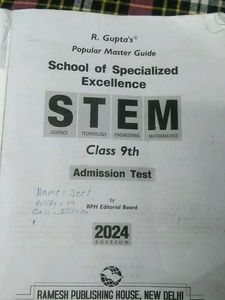 R. Gupta's®
Popular Master Guide
School of Specialized
Excellence
STEM
SCIENCE TECHNOLOGY ENGINEERING MATHEMATICS
Class 9th
Admission Test
Name = Jeet
by
RPH Editorial Board
2024
EDITION
RAMESH PUBLISHING HOUSE, NEW DELHI